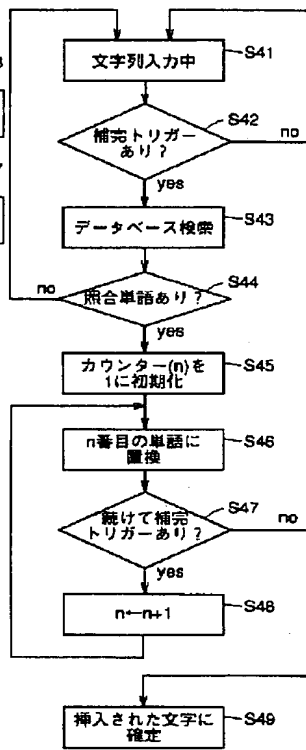 文字列入力中
S41
補完トリガー
あり?
S42
no
yes
データベース検索
S43
照合単語あり?
S44
no
yes
カウンター(n)を
1に初期化
S45
n番目の単語に
置換
S46
続けて補完
トリガーあり?
S47
no
yes
n←n+1
S48
挿入された文字に
確定
S49